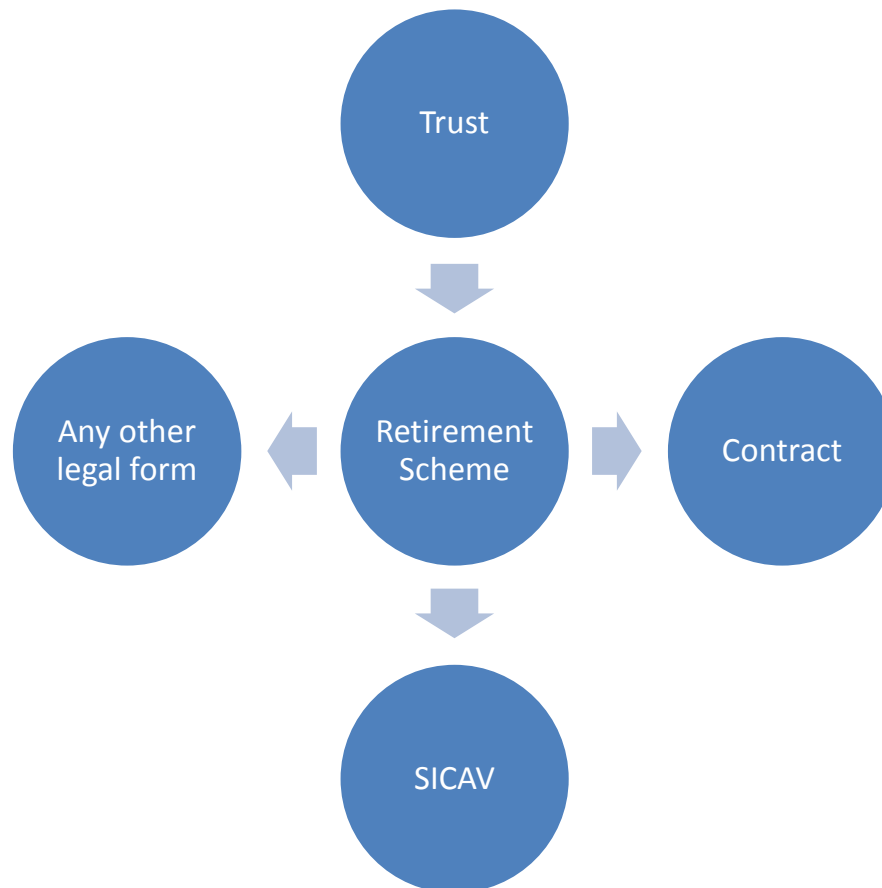 Trust
Any other
legal form
Retirement
Scheme
Contract
SICAV